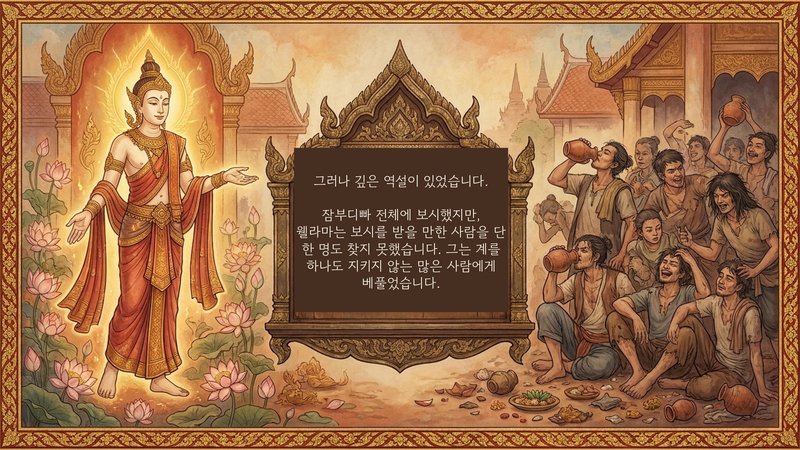 그러나 깊은 역설이 있었습니다.
잠부디빠 전체에 보시했지만,
웰라마는 보시를 받을 만한 사람을 단
한 명도 찾지 못했습니다. 그는 계를
하나도 지키지 않는 많은 사람에게
베풀었습니다.